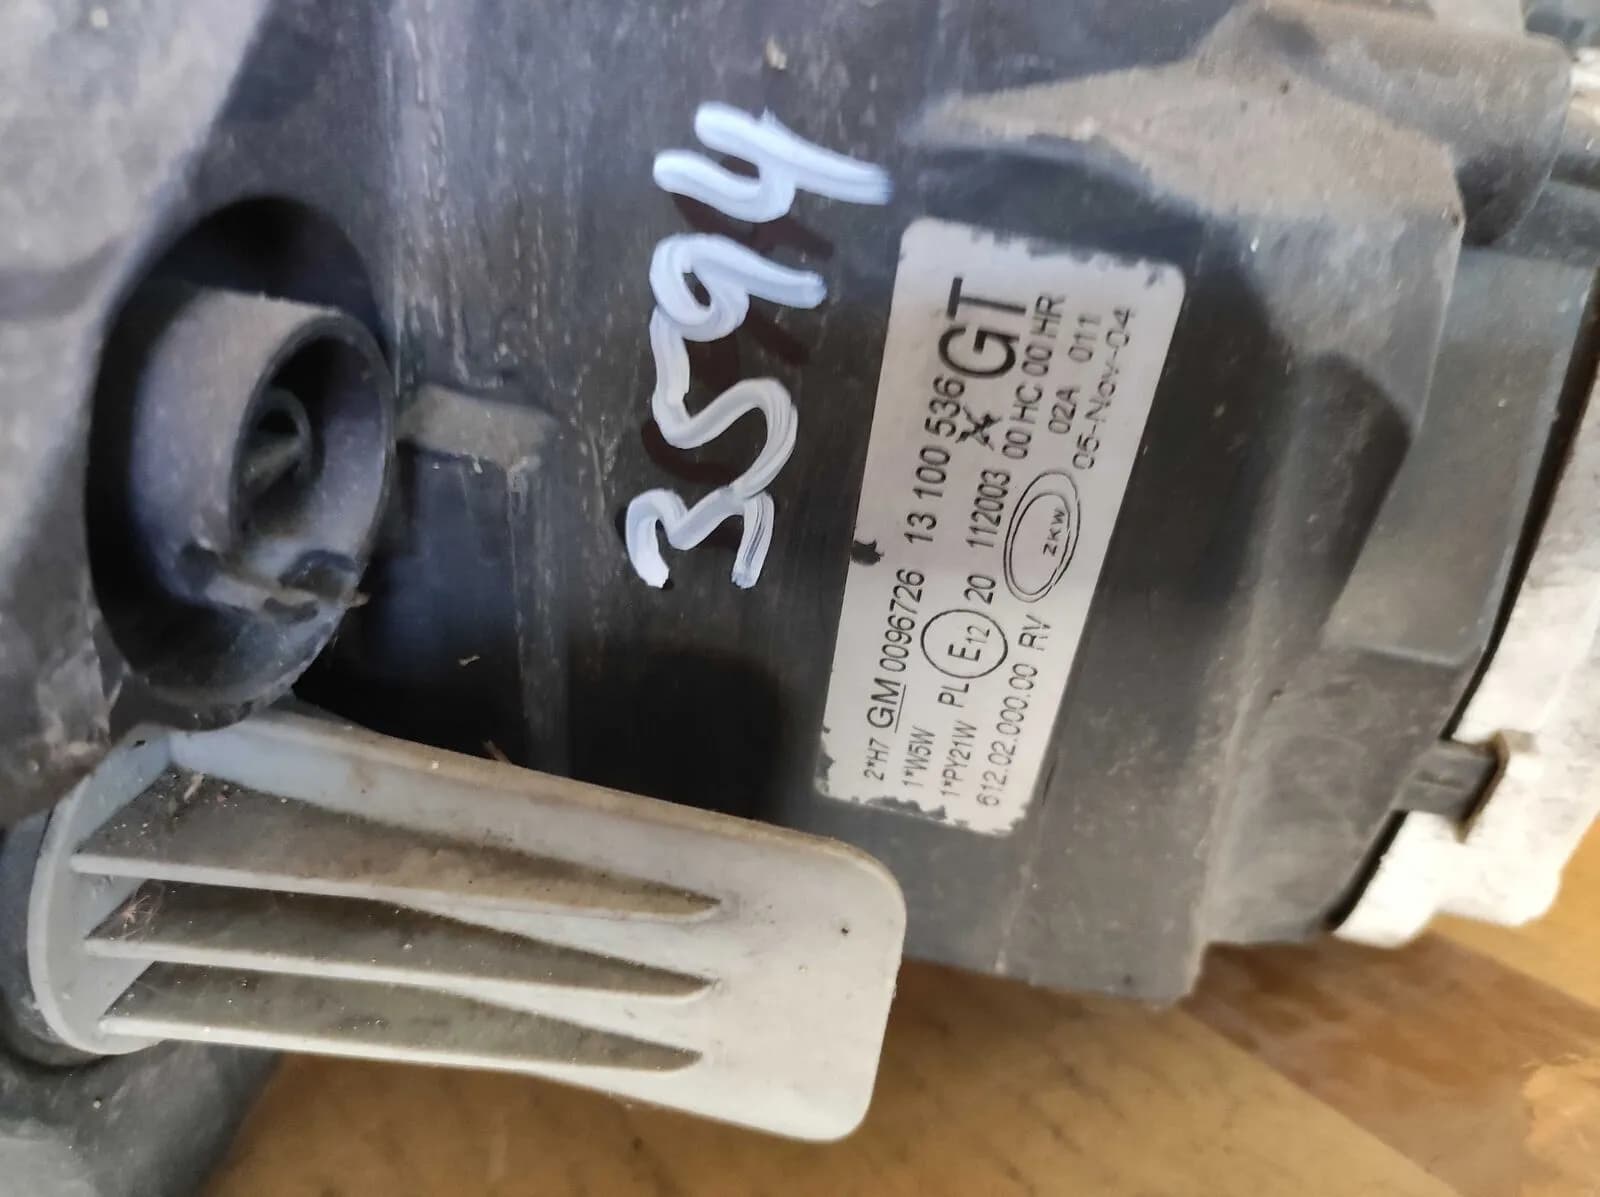 3594
2*H7 GM 0096726 13 100 536 GT
1*W5W X
1*PY21W PL E12 20 112003 00 HC 00 HR
612.02.000.00 RV ZKW 02A 011
05-Nov-04